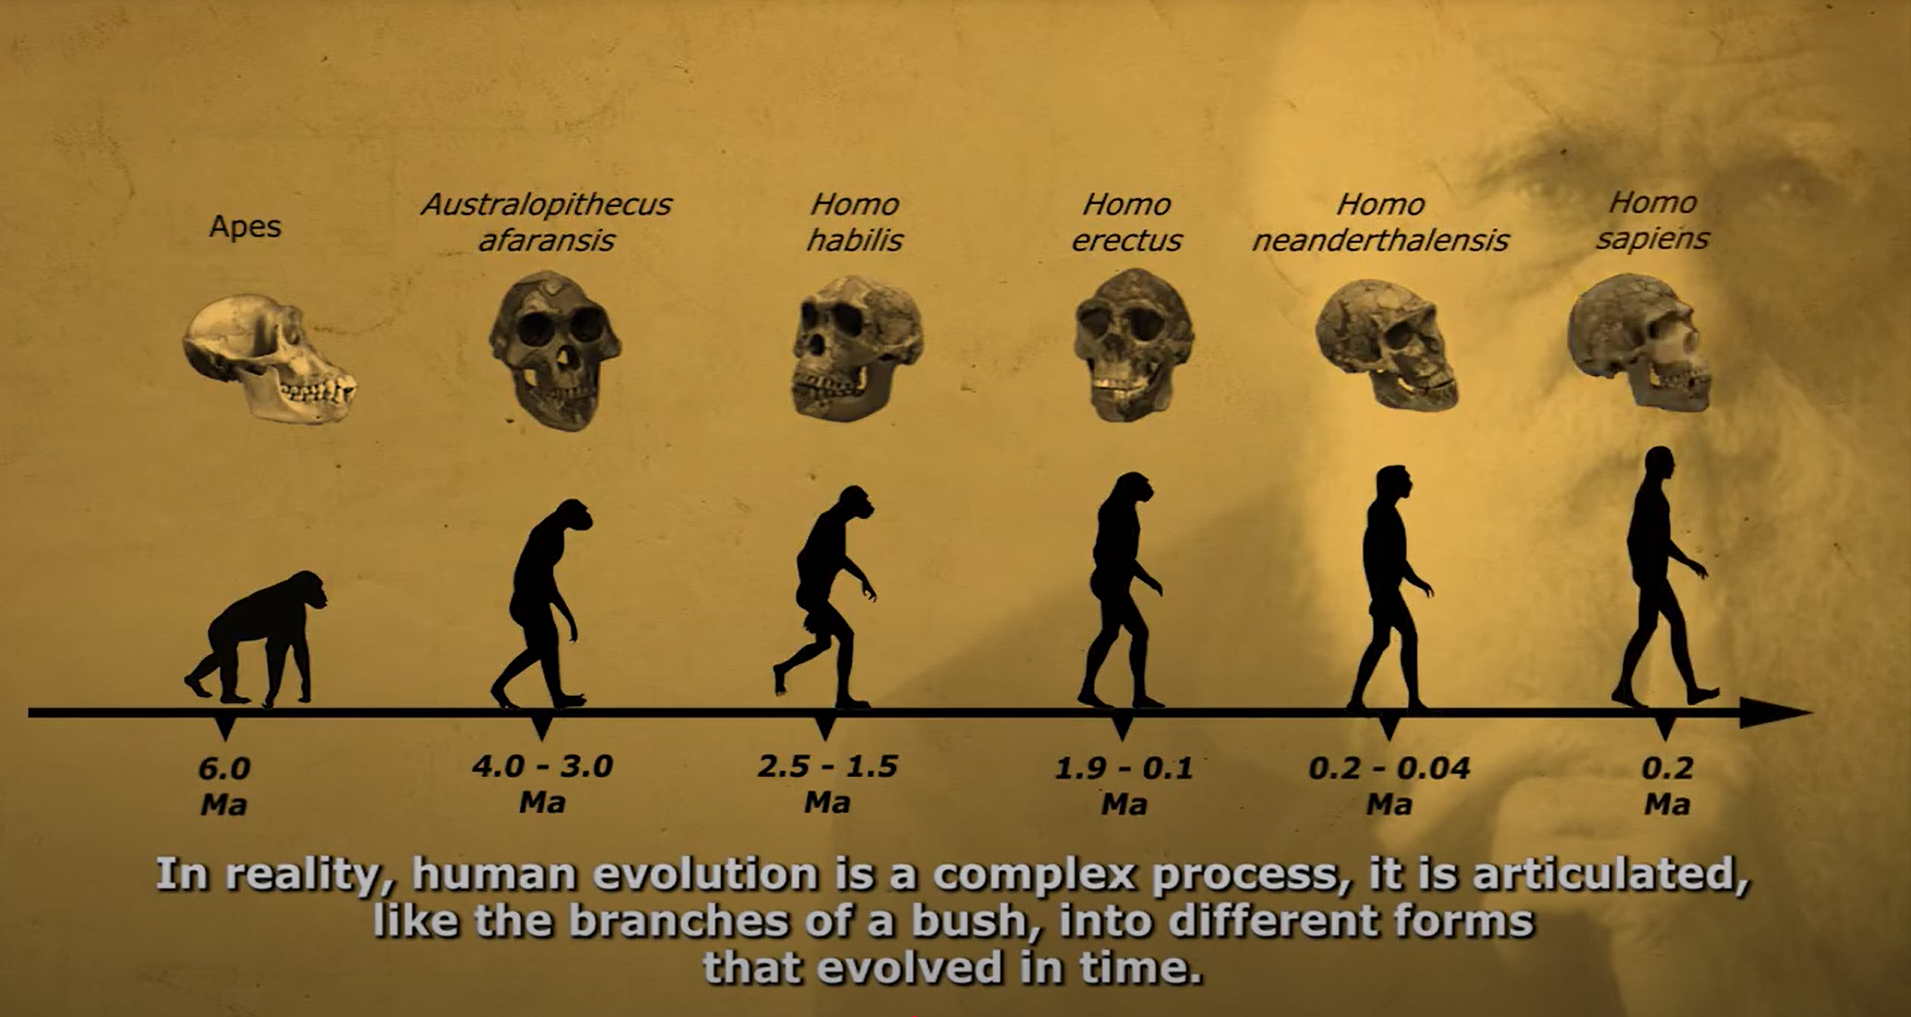 Apes
Australopithecus
afaransis
Homo
habilis
Homo
erectus
Homo
neanderthalensis
Homo
sapiens
6.0
Ma
4.0 - 3.0
Ma
2.5 - 1.5
Ma
1.9 - 0.1
Ma
0.2 - 0.04
Ma
0.2
Ma
In reality, human evolution is a complex process, it is articulated,
like the branches of a bush, into different forms
that evolved in time.